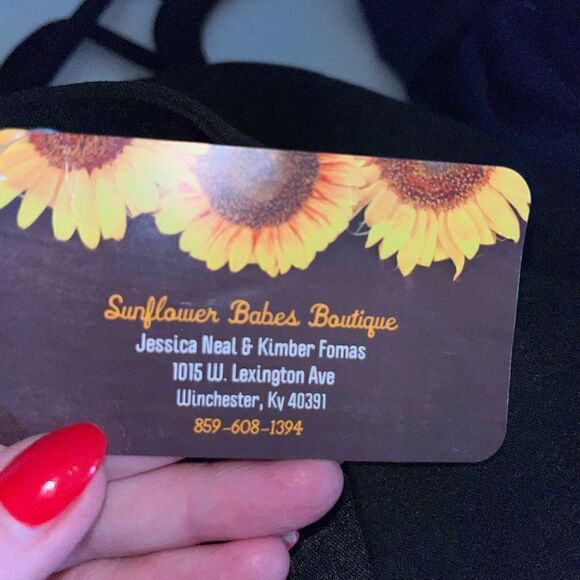 Sunflower Babes Boutique
Jessica Neal & Kimber Fomas
1015 W. Lexington Ave
Winchester, Ky 40391
859-608-1394